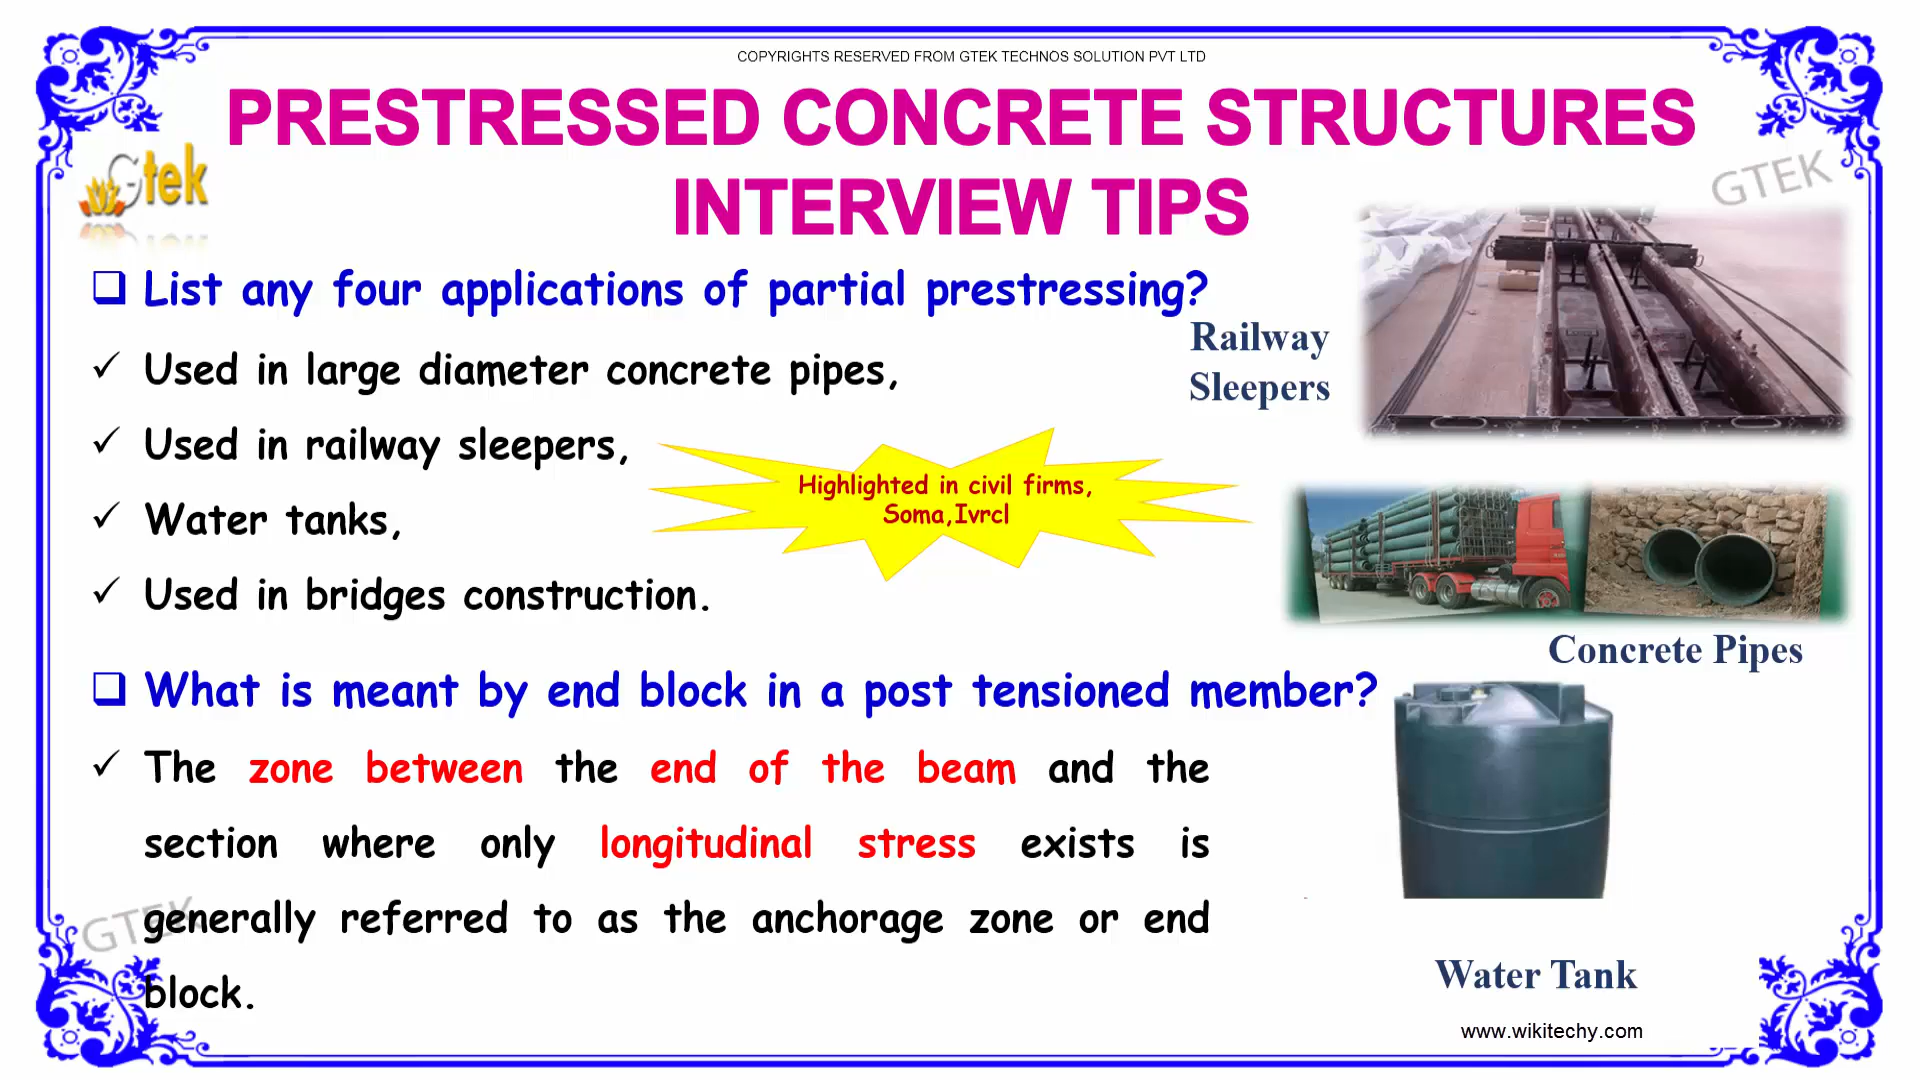 COPYRIGHTS RESERVED FROM GTEK TECHNOS SOLUTION PVT LTD
PRESTRESSED CONCRETE STRUCTURES
INTERVIEW TIPS
Gtek
GTEK
List any four applications of partial prestressing?
Railway
Sleepers
Used in large diameter concrete pipes,
Used in railway sleepers,
Highlighted in civil firms,
Soma,Ivrcl
Water tanks,
Used in bridges construction.
Concrete Pipes
What is meant by end block in a post tensioned member?
The zone between the end of the beam and the
section where only longitudinal stress exists is
generally referred to as the anchorage zone or end
block.
GTEK
Water Tank
www.wikitechy.com